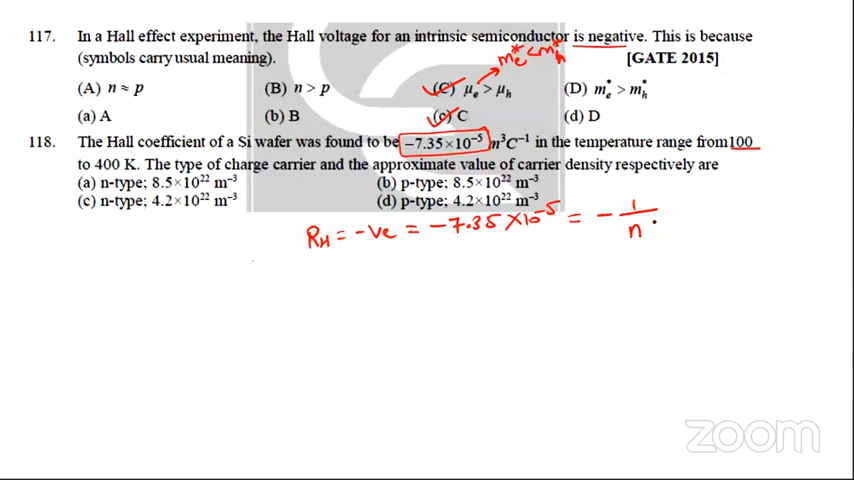 117. In a Hall effect experiment, the Hall voltage for an intrinsic semiconductor is negative. This is because
(symbols carry usual meaning). [GATE 2015]
m*e < m*h
(A) n ≈ p (B) n > p (C) μe > μh (D) m*e > m*h
(a) A (b) B (c) C (d) D
118. The Hall coefficient of a Si wafer was found to be −7.35×10⁻⁵ n³C⁻¹ in the temperature range from 100
to 400 K. The type of charge carrier and the approximate value of carrier density respectively are
(a) n-type; 8.5×10²² m⁻³ (b) p-type; 8.5×10²² m⁻³
(c) n-type; 4.2×10²² m⁻³ (d) p-type; 4.2×10²² m⁻³
RH = -ve = -7.35 × 10⁻⁵ = - 1/n
zoom